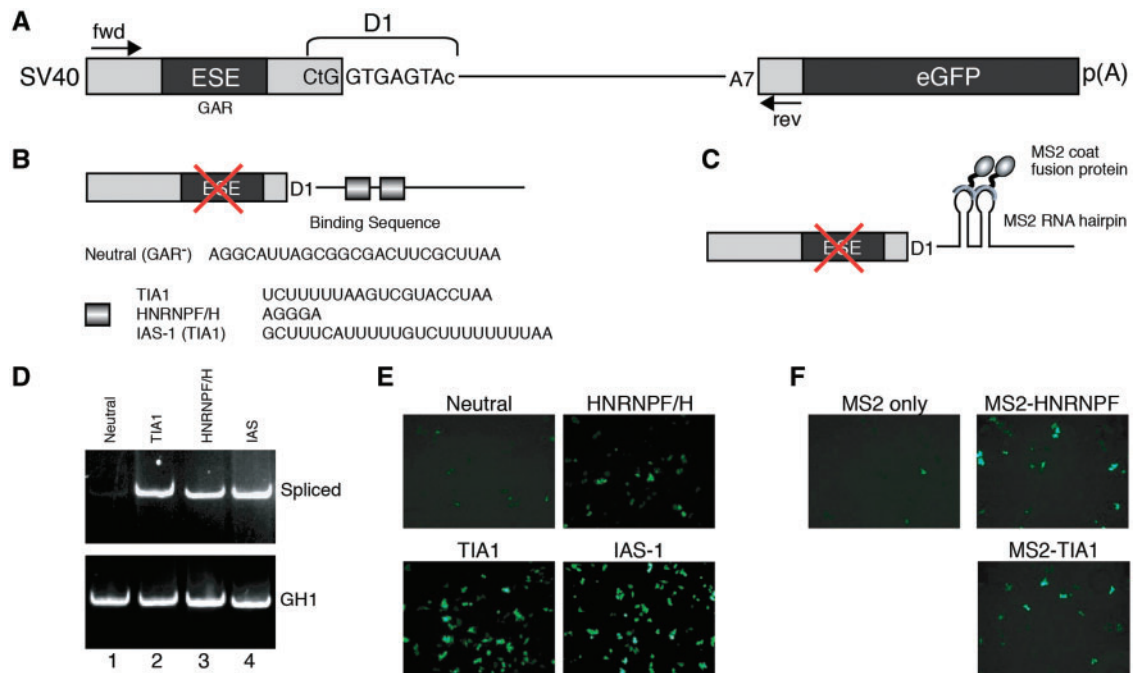 A
fwd
D1
SV40 ESE CtG GTGAGTAc A7 eGFP p(A)
GAR
rev
B
ESE D1
Binding Sequence
Neutral (GAR-) AGGCAUUAGCGGCGACUUCGCUUAA
TIA1 UCUUUUUAAGUCGUACCUAA
HNRNPF/H AGGGA
IAS-1 (TIA1) GCUUUCAUUUUUGUCUUUUUUUUAA
C
MS2 coat
fusion protein
MS2 RNA hairpin
ESE D1
D
Neutral TIA1 HNRNPF/H IAS
Spliced
GH1
1 2 3 4
E
Neutral HNRNPF/H
TIA1 IAS-1
F
MS2 only MS2-HNRNPF
MS2-TIA1